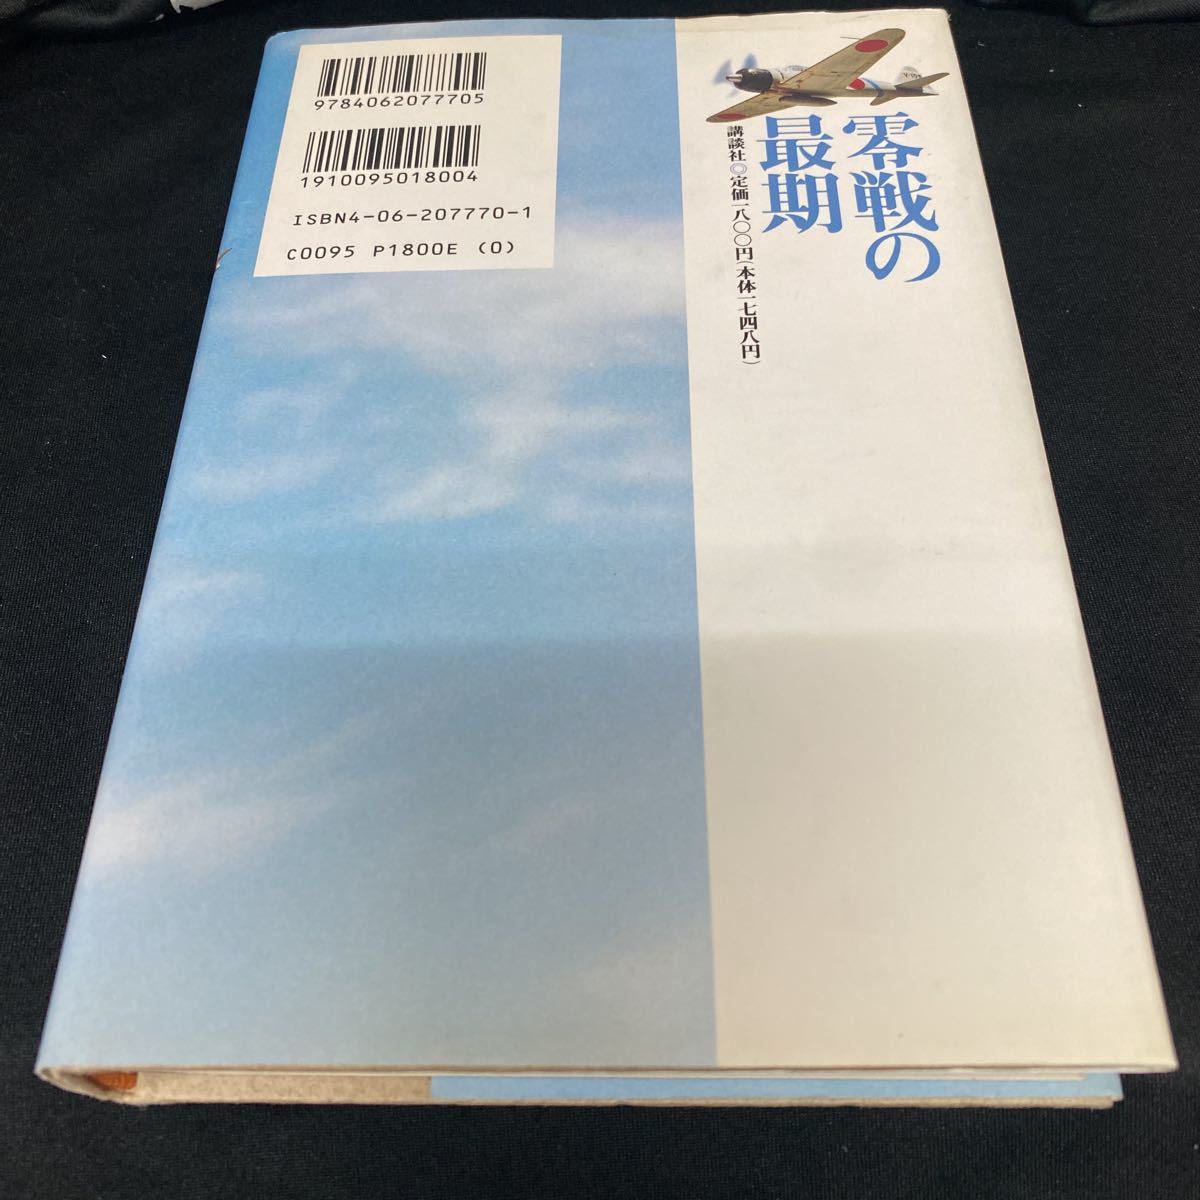 9784062077705
1910095018004
ISBN4-06-207770-1
C0095 P1800E (0)
零戦の
最期
講談社◎定価一八〇〇円(本体一七四八円)